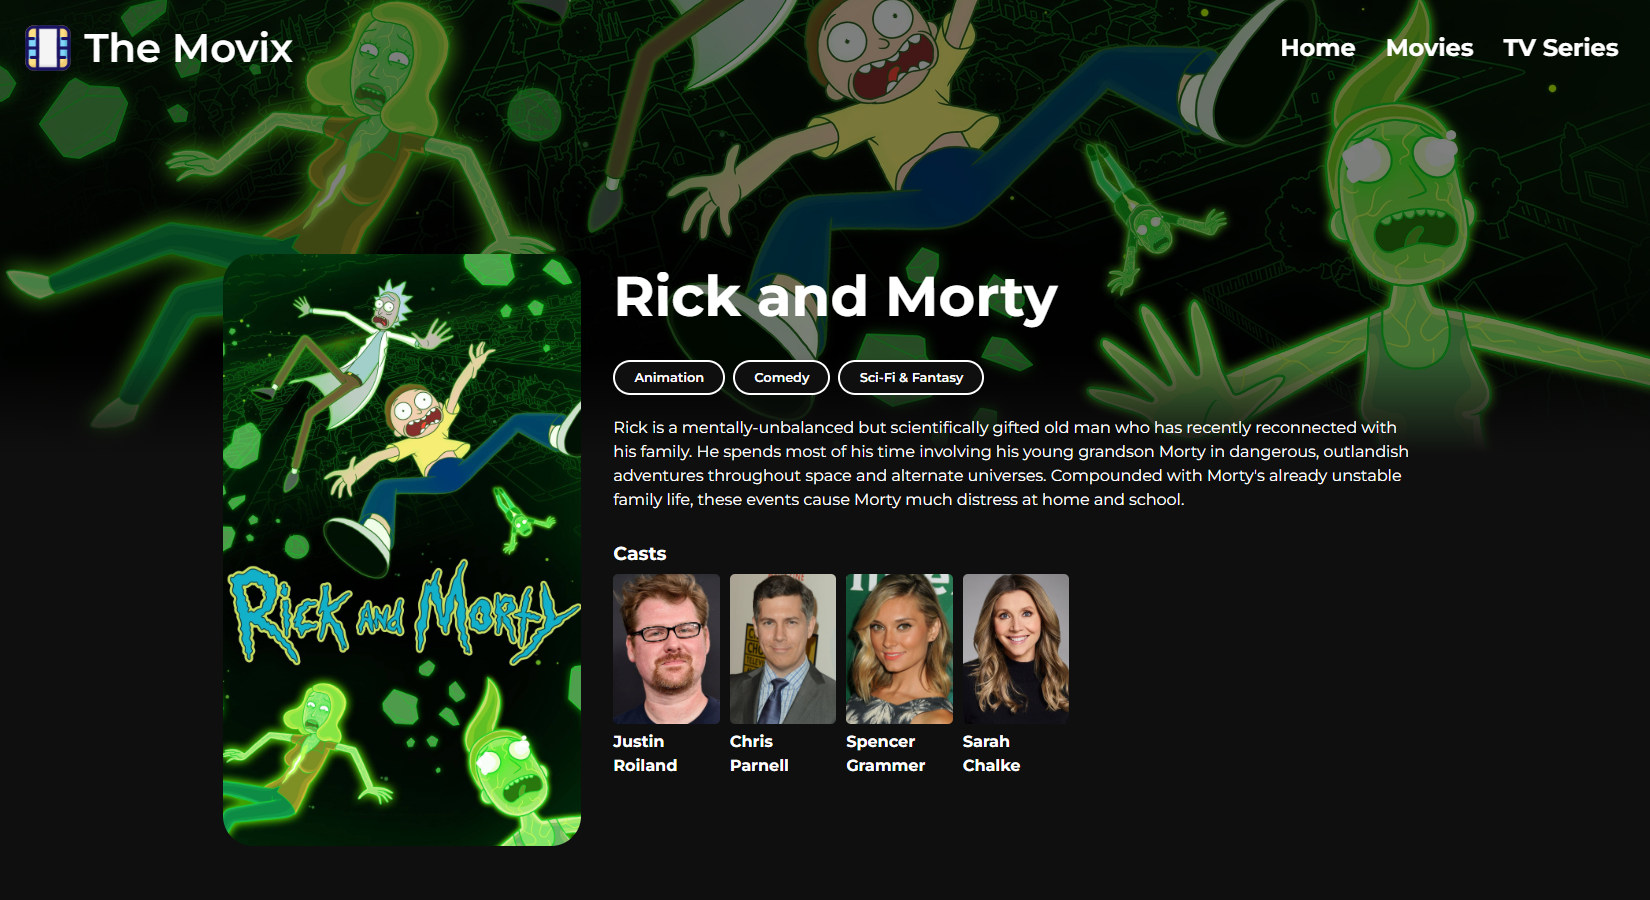 The Movix
Home
Movies
TV Series
Rick and Morty
Animation
Comedy
Sci-Fi & Fantasy
Rick is a mentally-unbalanced but scientifically gifted old man who has recently reconnected with
his family. He spends most of his time involving his young grandson Morty in dangerous, outlandish
adventures throughout space and alternate universes. Compounded with Morty's already unstable
family life, these events cause Morty much distress at home and school.
RICK AND MORTY
Casts
Justin
Roiland
Chris
Parnell
Spencer
Grammer
Sarah
Chalke